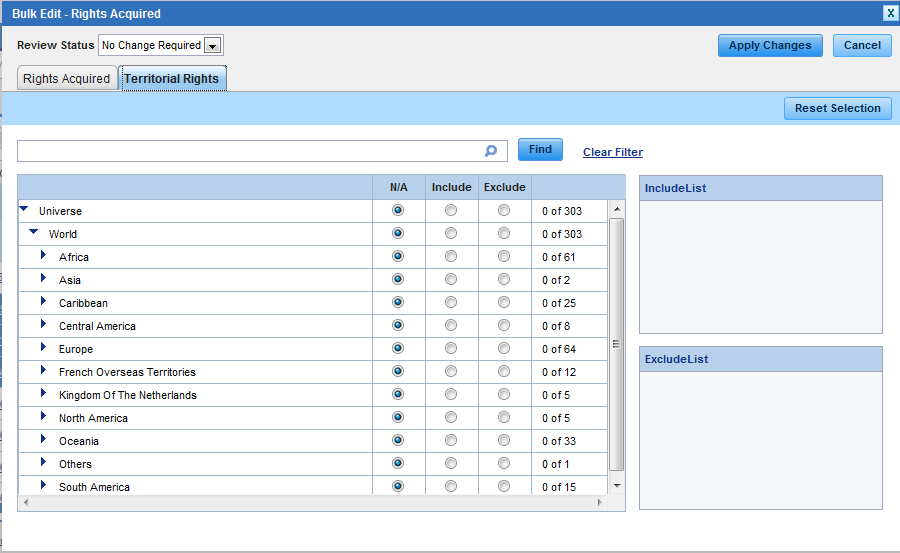 Bulk Edit - Rights Acquired X
Review Status No Change Required Apply Changes Cancel
Rights Acquired Territorial Rights
Reset Selection
Find Clear Filter
N/A Include Exclude IncludeList
Universe 0 of 303
World 0 of 303
Africa 0 of 61
Asia 0 of 2
Caribbean 0 of 25
Central America 0 of 8
Europe 0 of 64
ExcludeList
French Overseas Territories 0 of 12
Kingdom Of The Netherlands 0 of 5
North America 0 of 5
Oceania 0 of 33
Others 0 of 1
South America 0 of 15